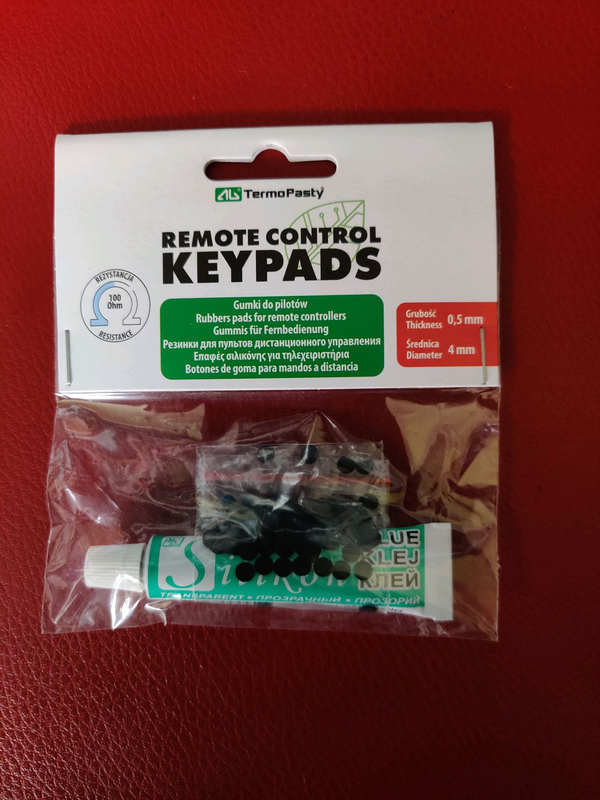 AG TermoPasty
REMOTE CONTROL
KEYPADS
REZYSTANCJA
100
Ohm
RESISTANCE
Gumki do pilotów
Rubbers pads for remote controllers
Gummis für Fernbedienung
Резинки для пультов дистанционного управления
Επαφές σιλικόνης για τηλεχειριστήρια
Botones de goma para mandos a distancia
Grubość
Thickness 0,5 mm
Średnica
Diameter 4 mm
KLEJ
КЛЕЙ
TRANSPARENT • ПРОЗРАЧНЫЙ • ПРОЗОРИЙ